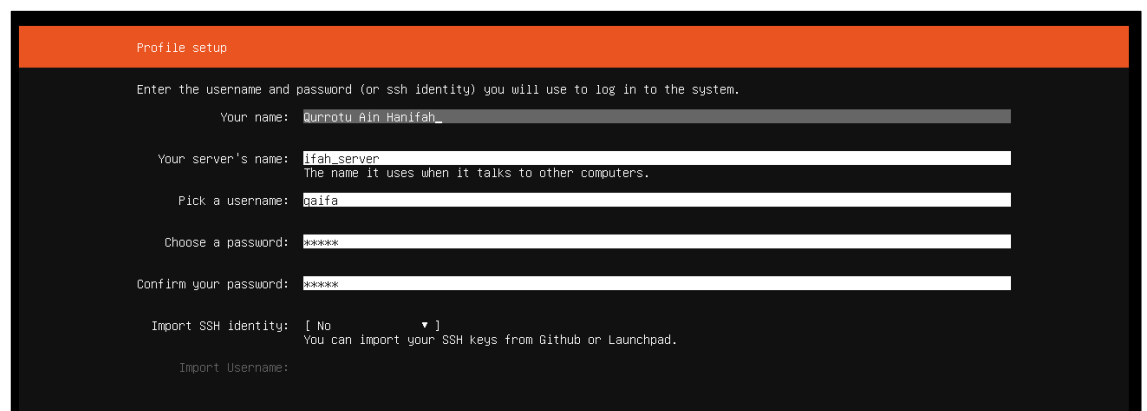 Profile setup
Enter the username and password (or ssh identity) you will use to log in to the system.
Your name: Qurrotu Ain Hanifah_
Your server's name: ifah_server
The name it uses when it talks to other computers.
Pick a username: qaifa
Choose a password: *****
Confirm your password: *****
Import SSH identity: [ No ▼ ]
You can import your SSH keys from Github or Launchpad.
Import Username: